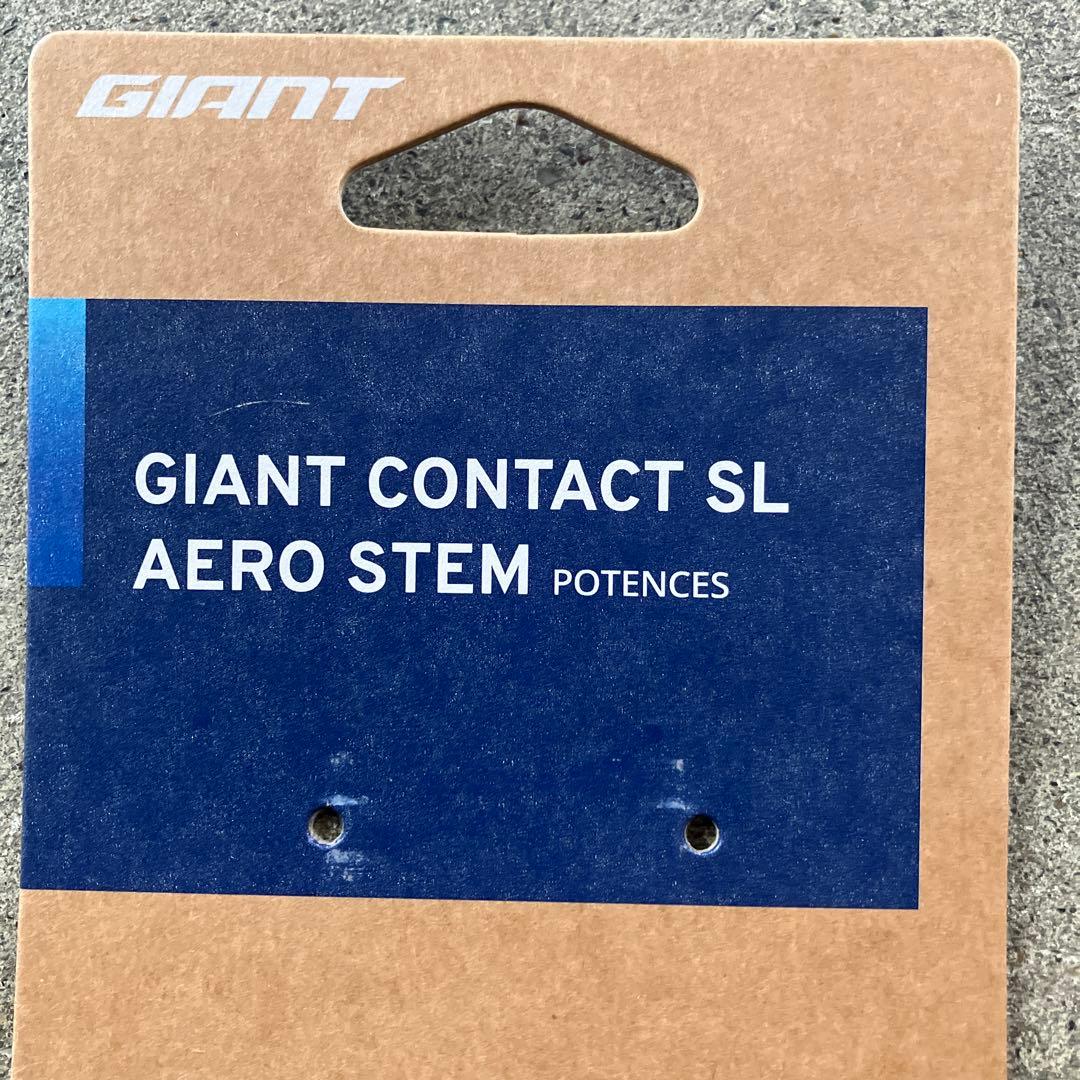 GIANT
GIANT CONTACT SL
AERO STEM POTENCES